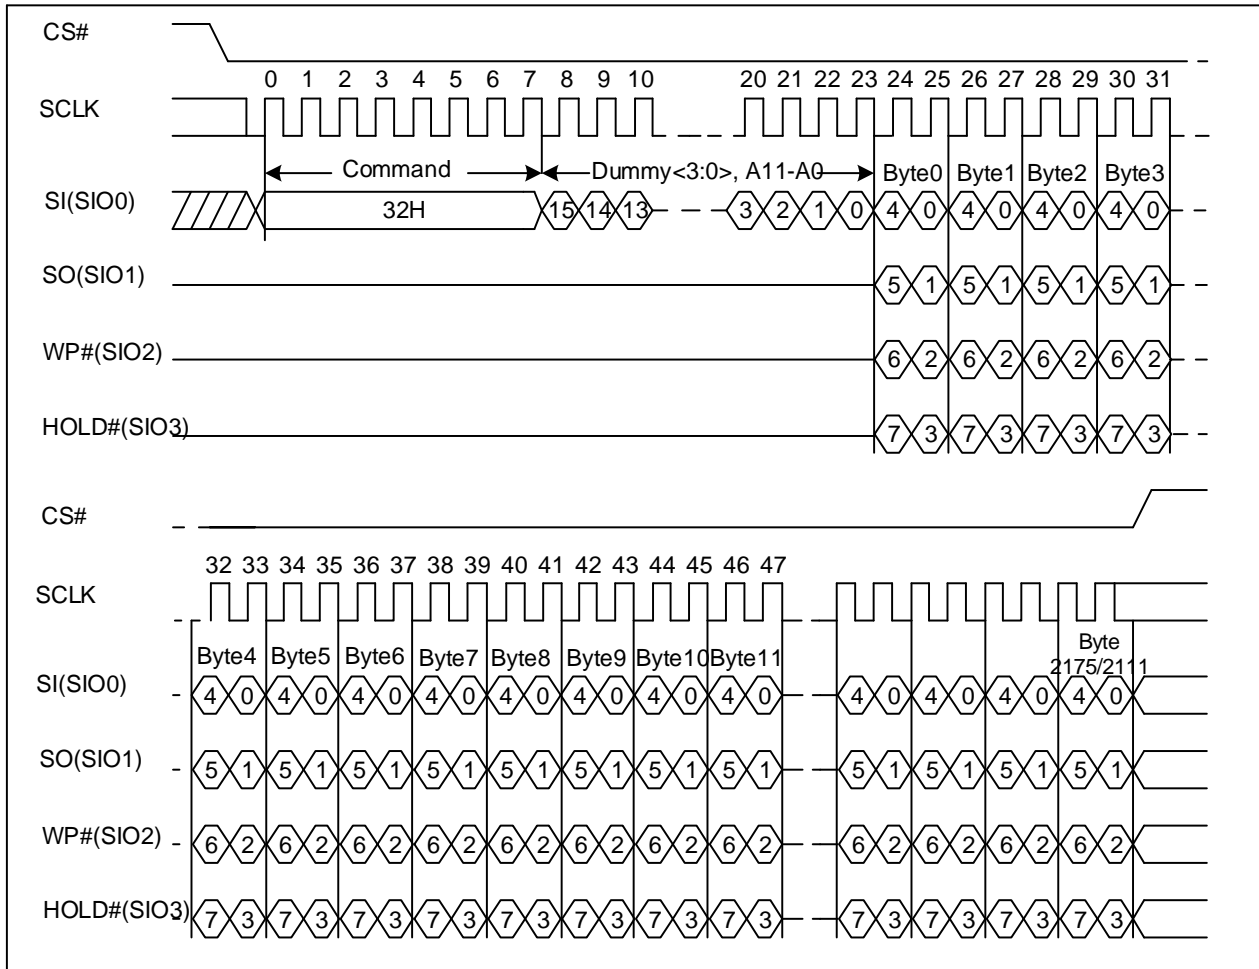 CS#
0 1 2 3 4 5 6 7 8 9 10 20 21 22 23 24 25 26 27 28 29 30 31
SCLK
Command Dummy<3:0>, A11-A0 Byte0 Byte1 Byte2 Byte3
SI(SIO0) 32H 15 14 13 3 2 1 0 4 0 4 0 4 0 4 0
SO(SIO1) 5 1 5 1 5 1 5 1
WP#(SIO2) 6 2 6 2 6 2 6 2
HOLD#(SIO3) 7 3 7 3 7 3 7 3
CS#
32 33 34 35 36 37 38 39 40 41 42 43 44 45 46 47
SCLK
Byte4 Byte5 Byte6 Byte7 Byte8 Byte9 Byte10 Byte11 Byte
2175/2111
SI(SIO0) 4 0 4 0 4 0 4 0 4 0 4 0 4 0 4 0 4 0 4 0 4 0 4 0
SO(SIO1) 5 1 5 1 5 1 5 1 5 1 5 1 5 1 5 1 5 1 5 1 5 1 5 1
WP#(SIO2) 6 2 6 2 6 2 6 2 6 2 6 2 6 2 6 2 6 2 6 2 6 2 6 2
HOLD#(SIO3) 7 3 7 3 7 3 7 3 7 3 7 3 7 3 7 3 7 3 7 3 7 3 7 3